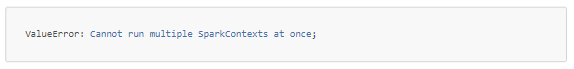 ValueError: Cannot run multiple SparkContexts at once;